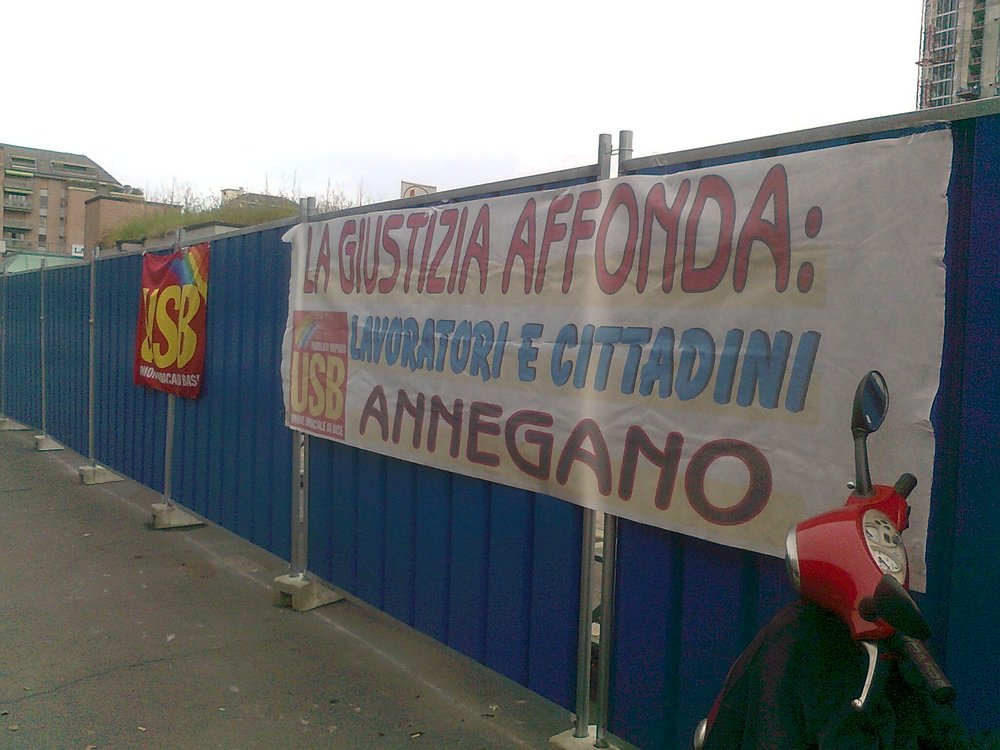 LA GIUSTIZIA AFFONDA:
LAVORATORI E CITTADINI
ANNEGANO
USB
USB